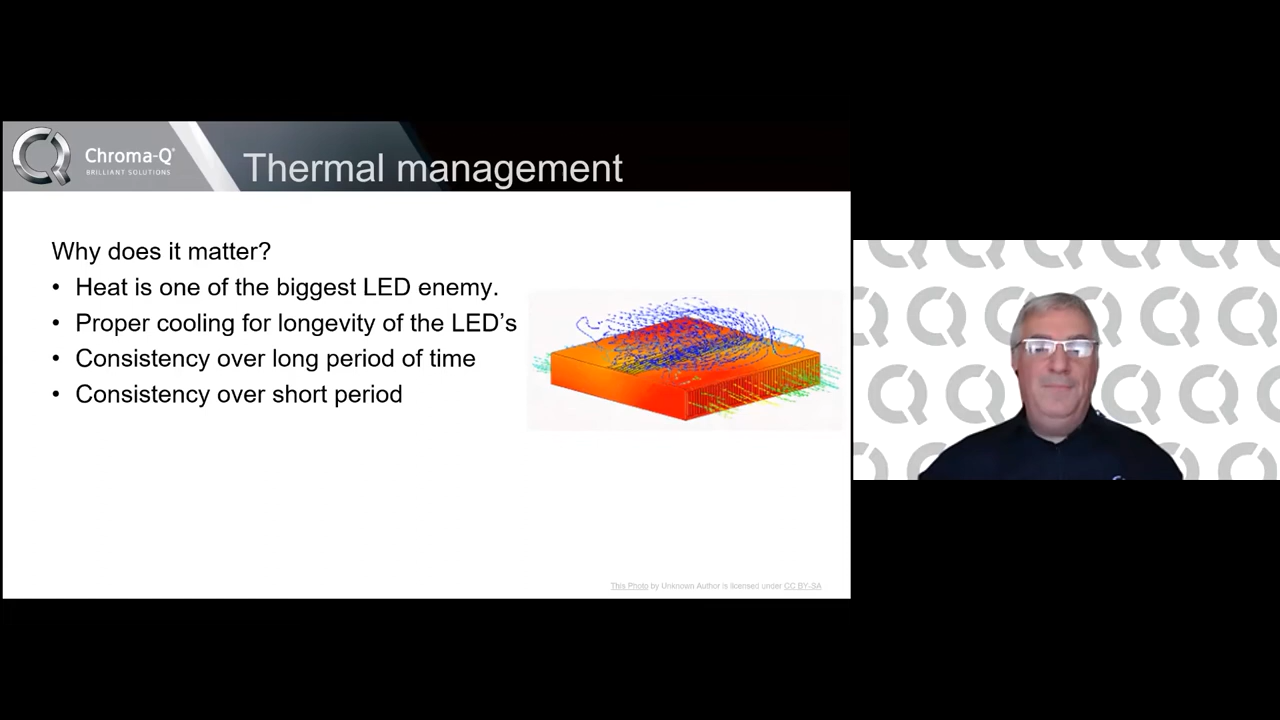 Chroma-Q®
BRILLIANT SOLUTIONS
Thermal management
Why does it matter?
• Heat is one of the biggest LED enemy.
• Proper cooling for longevity of the LED's
• Consistency over long period of time
• Consistency over short period
This Photo by Unknown Author is licensed under CC BY-SA